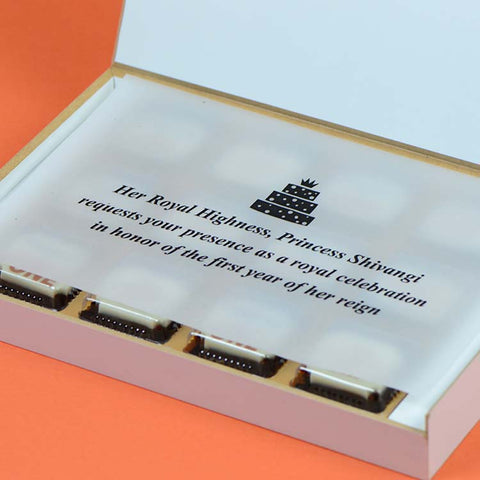 Her Royal Highness, Princess Shivangi
requests your presence as a royal celebration
in honor of the first year of her reign
ONE